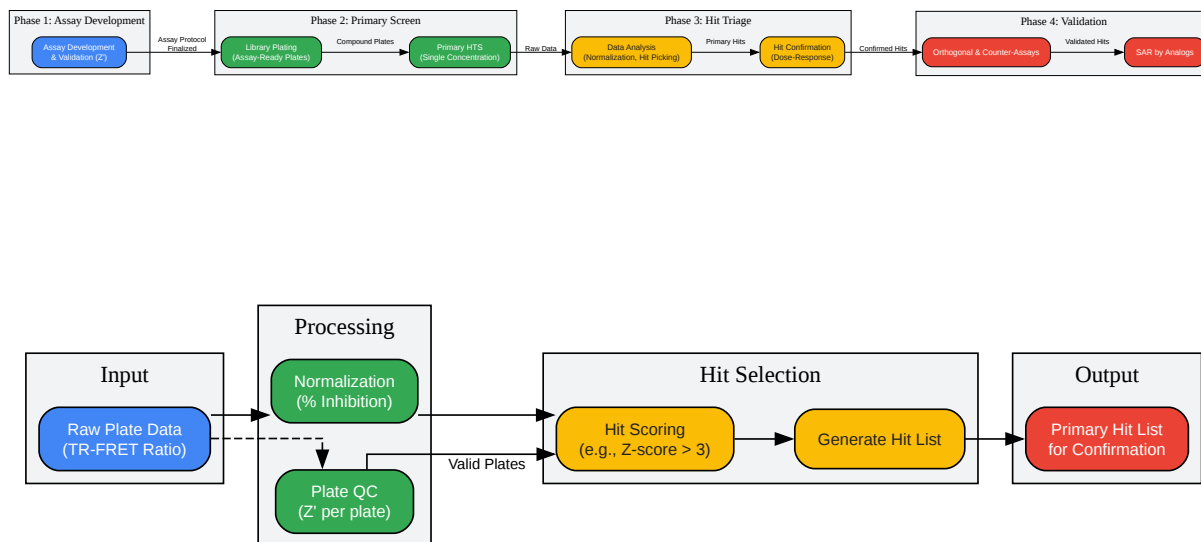 Phase 1: Assay Development
Assay Development
& Validation (Z')
Assay Protocol
Finalized
Phase 2: Primary Screen
Library Plating
(Assay-Ready Plates)
Compound Plates
Primary HTS
(Single Concentration)
Raw Data
Phase 3: Hit Triage
Data Analysis
(Normalization, Hit Picking)
Primary Hits
Hit Confirmation
(Dose-Response)
Confirmed Hits
Phase 4: Validation
Orthogonal & Counter-Assays
Validated Hits
SAR by Analogs
Input
Raw Plate Data
(TR-FRET Ratio)
Processing
Normalization
(% Inhibition)
Plate QC
(Z' per plate)
Valid Plates
Hit Selection
Hit Scoring
(e.g., Z-score > 3)
Generate Hit List
Output
Primary Hit List
for Confirmation